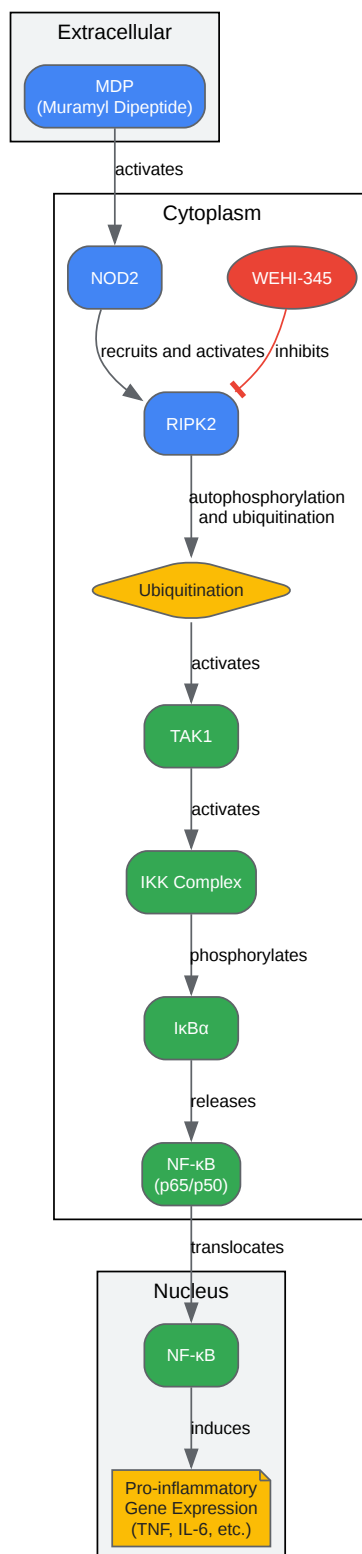 Extracellular
MDP
(Muramyl Dipeptide)
activates
Cytoplasm
NOD2
WEHI-345
recruits and activates
inhibits
RIPK2
autophosphorylation
and ubiquitination
Ubiquitination
activates
TAK1
activates
IKK Complex
phosphorylates
IκBα
releases
NF-κB
(p65/p50)
translocates
Nucleus
NF-κB
induces
Pro-inflammatory
Gene Expression
(TNF, IL-6, etc.)